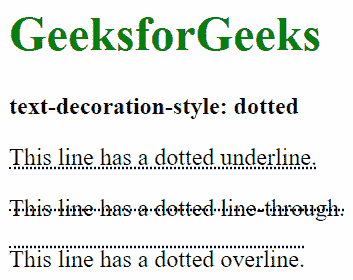 GeeksforGeeks
text-decoration-style: dotted
This line has a dotted underline.
This line has a dotted line-through.
This line has a dotted overline.